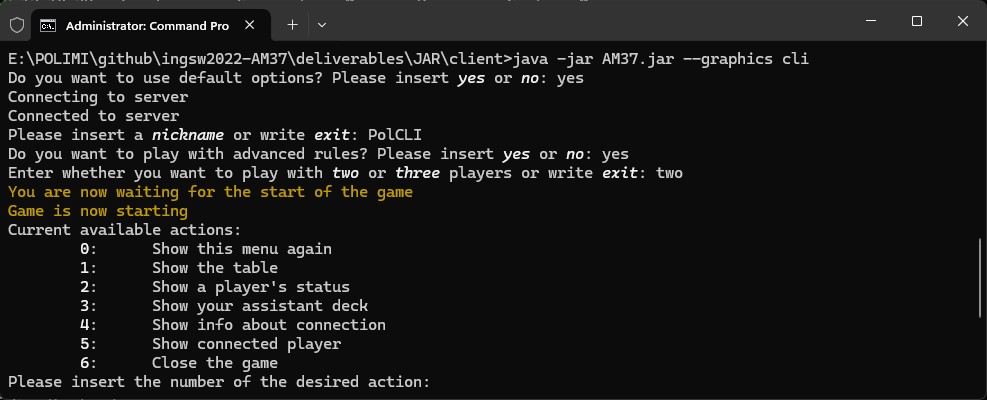 Administrator: Command Pro
E:\POLIMI\github\ingsw2022-AM37\deliverables\JAR\client>java -jar AM37.jar --graphics cli
Do you want to use default options? Please insert yes or no: yes
Connecting to server
Connected to server
Please insert a nickname or write exit: PolCLI
Do you want to play with advanced rules? Please insert yes or no: yes
Enter whether you want to play with two or three players or write exit: two
You are now waiting for the start of the game
Game is now starting
Current available actions:
0: Show this menu again
1: Show the table
2: Show a player's status
3: Show your assistant deck
4: Show info about connection
5: Show connected player
6: Close the game
Please insert the number of the desired action: